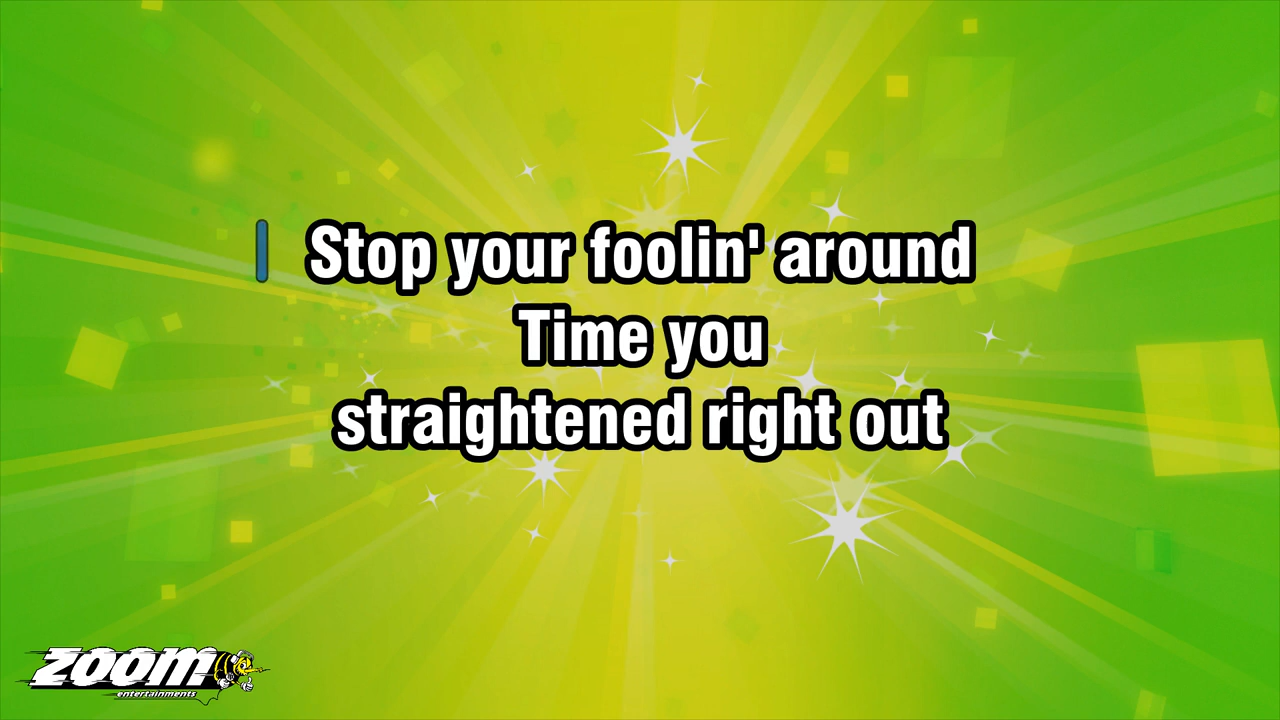 Stop your foolin' around
Time you
straightened right out
zoom
entertainments